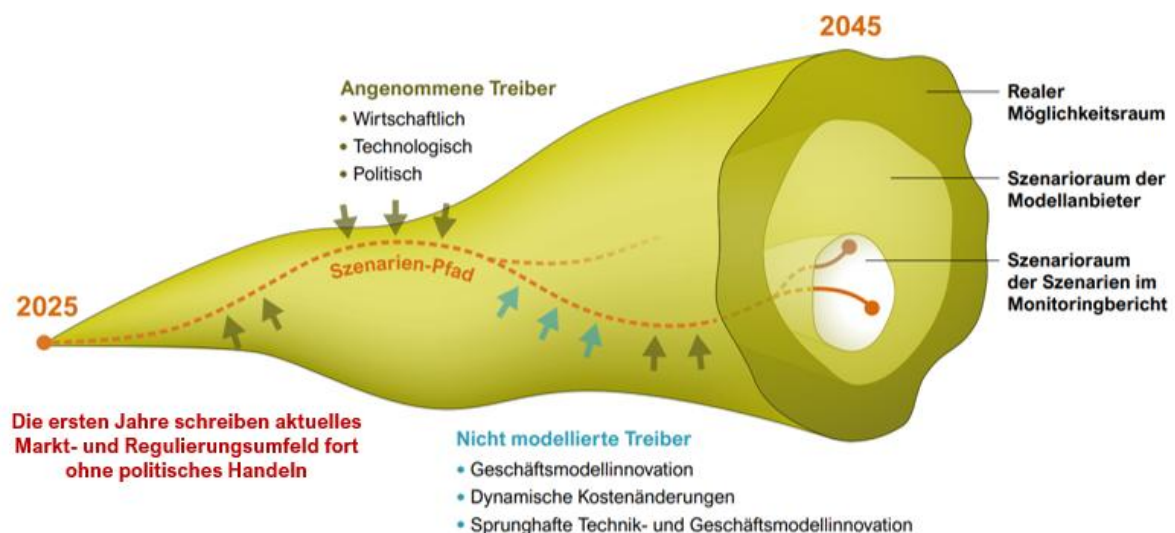 2045
Angenommene Treiber
• Wirtschaftlich
• Technologisch
• Politisch
Realer
Möglichkeitsraum
Szenarioraum der
Modellanbieter
Szenarien-Pfad
Szenarioraum
der Szenarien im
Monitoringbericht
2025
Die ersten Jahre schreiben aktuelles
Markt- und Regulierungsumfeld fort
ohne politisches Handeln
Nicht modellierte Treiber
• Geschäftsmodellinnovation
• Dynamische Kostenänderungen
• Sprunghafte Technik- und Geschäftsmodellinnovation